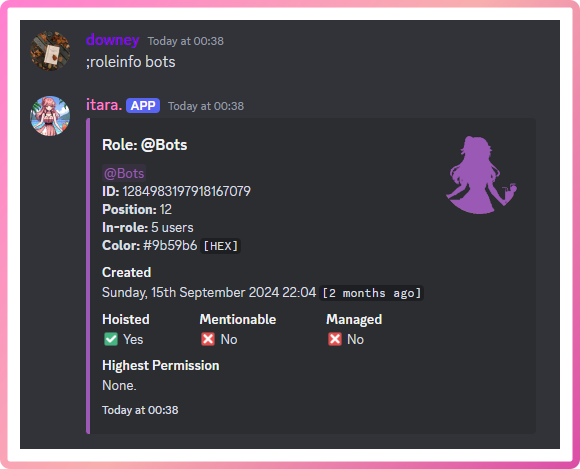 downey Today at 00:38
;roleinfo bots
itara. APP Today at 00:38
Role: @Bots
@Bots
ID: 1284983197918167079
Position: 12
In-role: 5 users
Color: #9b59b6 [HEX]
Created
Sunday, 15th September 2024 22:04 [2 months ago]
Hoisted Mentionable Managed
Yes No No
Highest Permission
None.
Today at 00:38